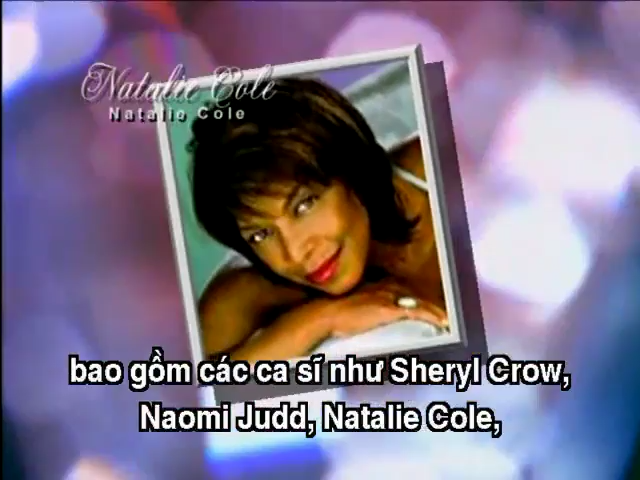 Natalie Cole
Natalie Cole
bao gồm các ca sĩ như Sheryl Crow,
Naomi Judd, Natalie Cole,